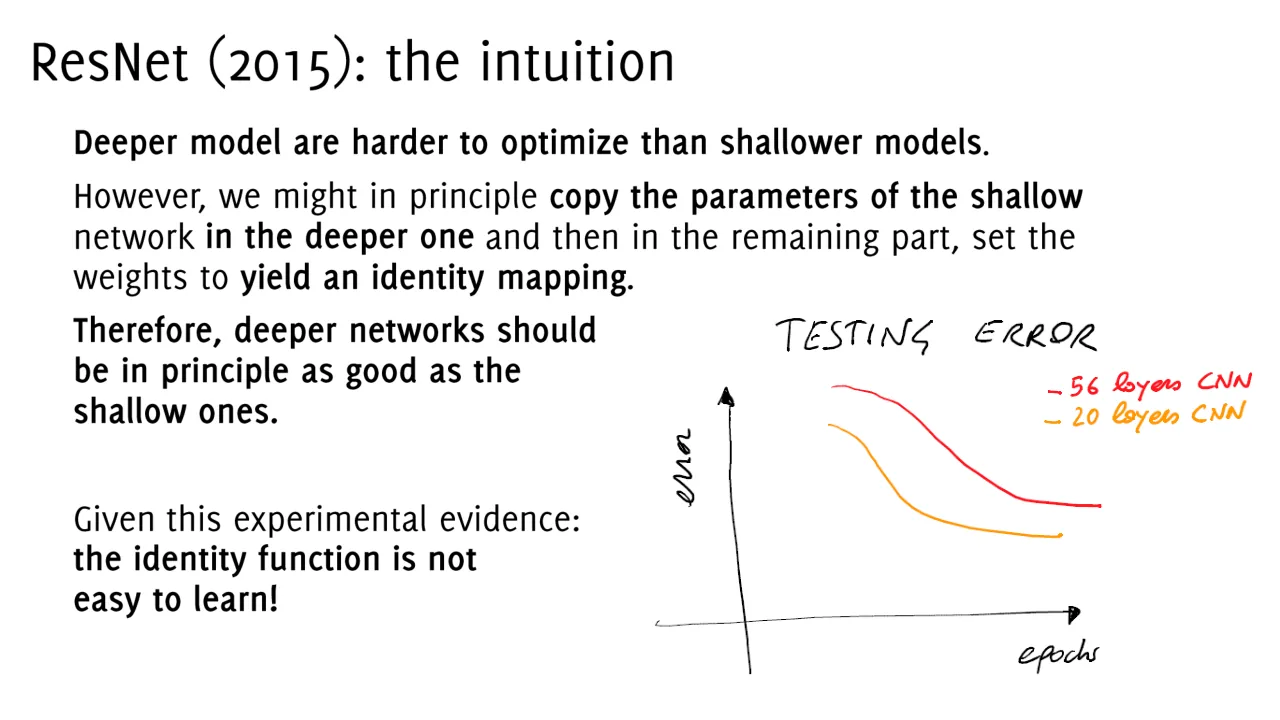 ResNet (2015): the intuition
Deeper model are harder to optimize than shallower models.
However, we might in principle copy the parameters of the shallow
network in the deeper one and then in the remaining part, set the
weights to yield an identity mapping.
Therefore, deeper networks should
be in principle as good as the
shallow ones.
Given this experimental evidence:
the identity function is not
easy to learn!
TESTING ERROR
- 56 layers CNN
- 20 layers CNN
error
epochs